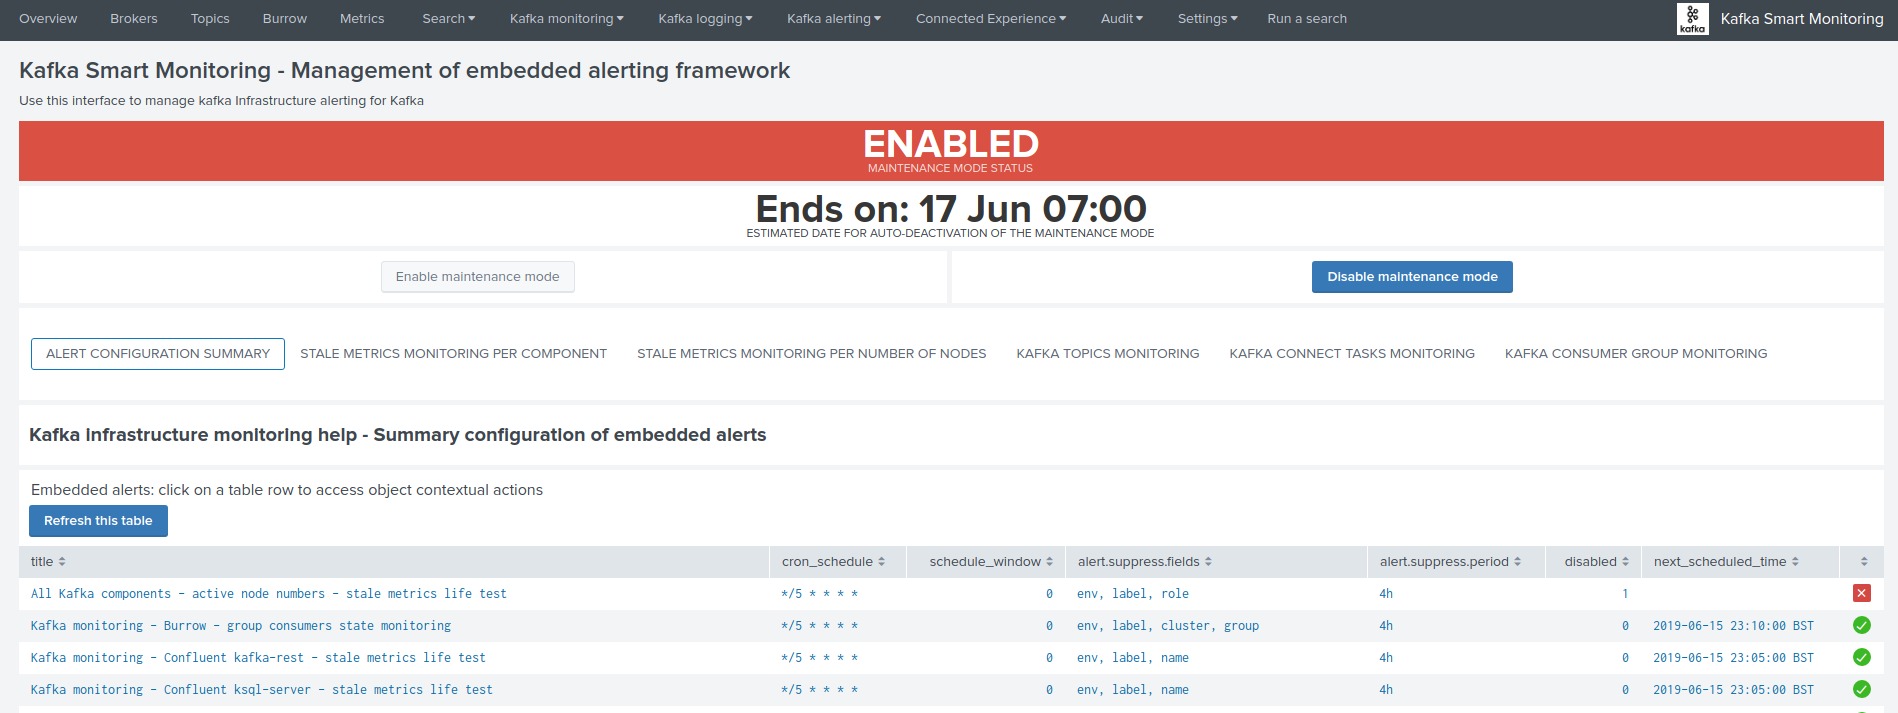 Overview Brokers Topics Burrow Metrics Search Kafka monitoring Kafka logging Kafka alerting Connected Experience Audit Settings Run a search kafka Kafka Smart Monitoring
Kafka Smart Monitoring - Management of embedded alerting framework
Use this interface to manage kafka Infrastructure alerting for Kafka
ENABLED
MAINTENANCE MODE STATUS
Ends on: 17 Jun 07:00
ESTIMATED DATE FOR AUTO-DEACTIVATION OF THE MAINTENANCE MODE
Enable maintenance mode Disable maintenance mode
ALERT CONFIGURATION SUMMARY STALE METRICS MONITORING PER COMPONENT STALE METRICS MONITORING PER NUMBER OF NODES KAFKA TOPICS MONITORING KAFKA CONNECT TASKS MONITORING KAFKA CONSUMER GROUP MONITORING
Kafka Infrastructure monitoring help - Summary configuration of embedded alerts
Embedded alerts: click on a table row to access object contextual actions
Refresh this table
title cron_schedule schedule_window alert.suppress.fields alert.suppress.period disabled next_scheduled_time
All Kafka components - active node numbers - stale metrics life test */5 * * * * 0 env, label, role 4h 1
Kafka monitoring - Burrow - group consumers state monitoring */5 * * * * 0 env, label, cluster, group 4h 0 2019-06-15 23:10:00 BST
Kafka monitoring - Confluent kafka-rest - stale metrics life test */5 * * * * 0 env, label, name 4h 0 2019-06-15 23:05:00 BST
Kafka monitoring - Confluent ksql-server - stale metrics life test */5 * * * * 0 env, label, name 4h 0 2019-06-15 23:05:00 BST